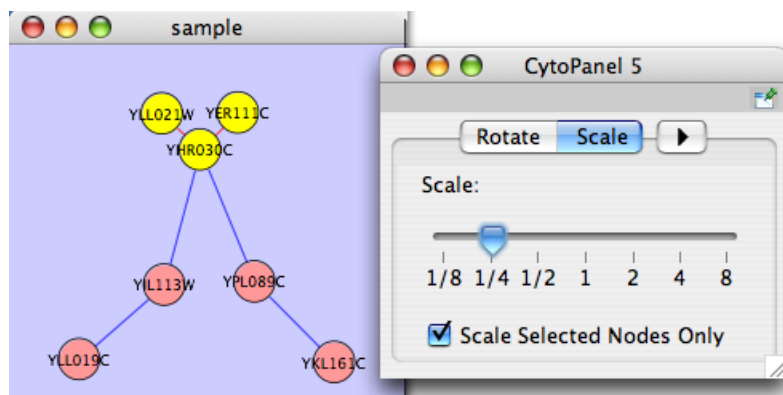 sample
YLL021W
YER111C
YHR030C
YIL113W
YPL089C
YLL019C
YKL161C
CytoPanel 5
Rotate
Scale
Scale:
1/8 1/4 1/2 1 2 4 8
Scale Selected Nodes Only